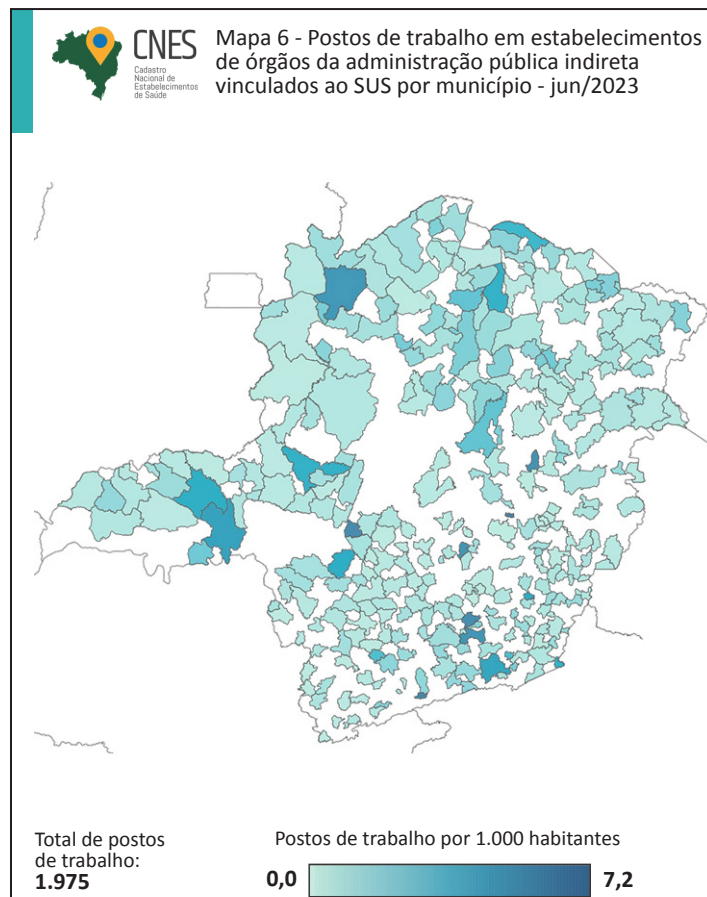 CNES
Cadastro
Nacional de
Estabelecimentos
de Saúde
Mapa 6 - Postos de trabalho em estabelecimentos
de órgãos da administração pública indireta
vinculados ao SUS por município - jun/2023
Total de postos
de trabalho:
1.975
Postos de trabalho por 1.000 habitantes
0,0
7,2